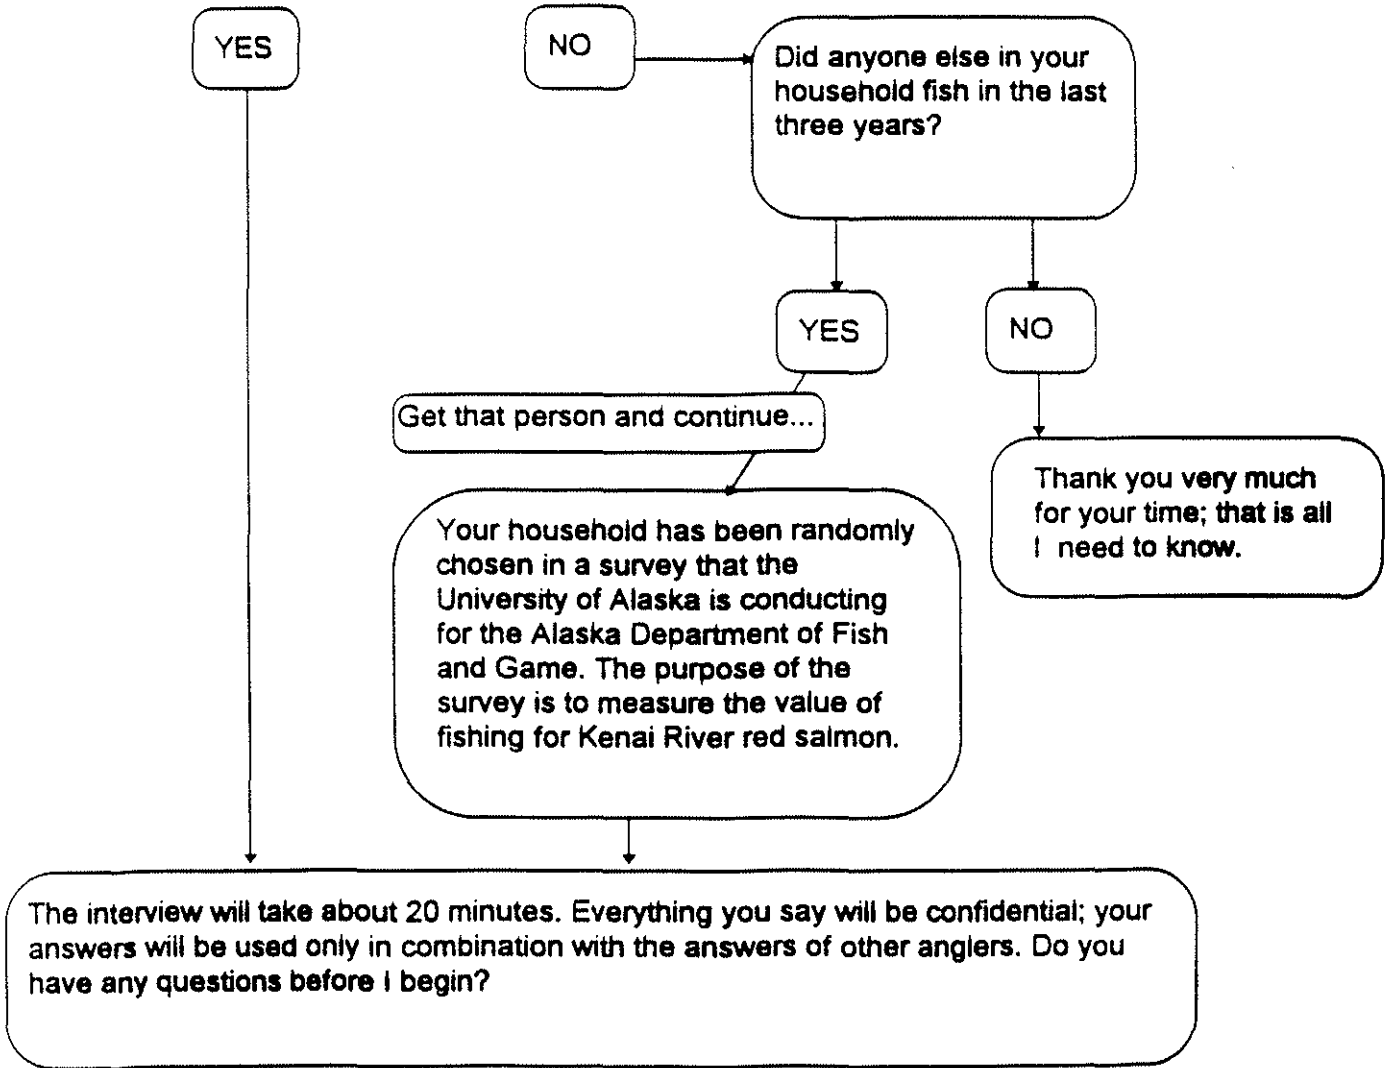 YES
NO
Did anyone else in your
household fish in the last
three years?
YES
NO
Get that person and continue...
Thank you very much
for your time; that is all
I need to know.
Your household has been randomly
chosen in a survey that the
University of Alaska is conducting
for the Alaska Department of Fish
and Game. The purpose of the
survey is to measure the value of
fishing for Kenai River red salmon.
The interview will take about 20 minutes. Everything you say will be confidential; your
answers will be used only in combination with the answers of other anglers. Do you
have any questions before I begin?